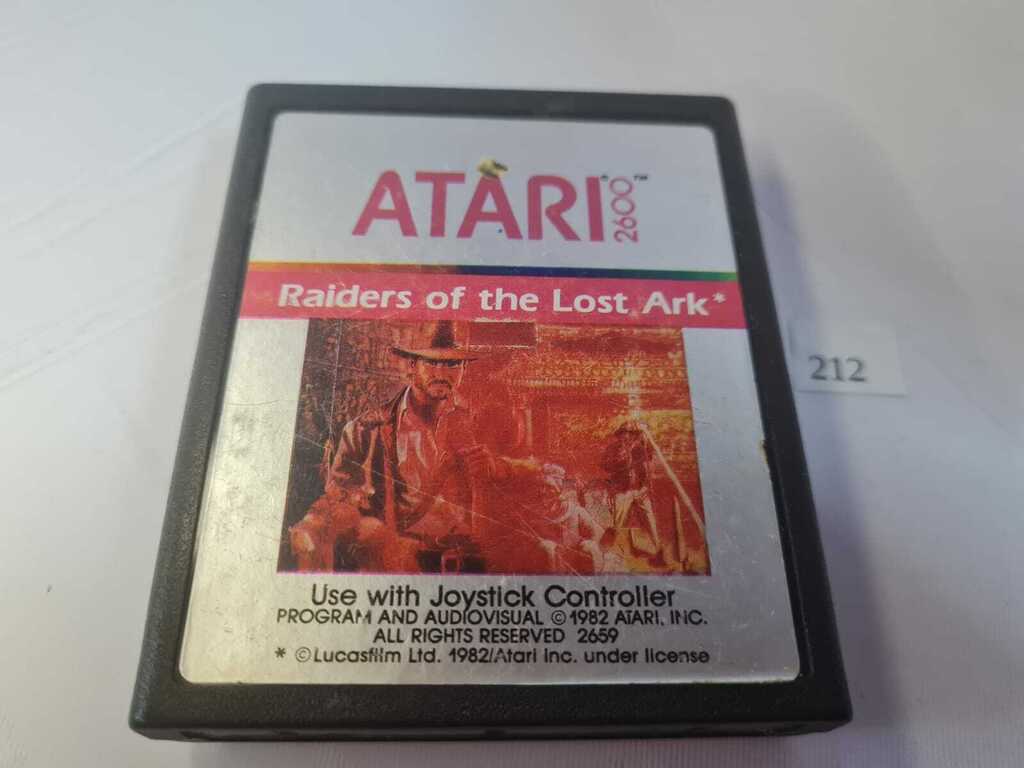 ATARI® 2600™
Raiders of the Lost Ark*
212
Use with Joystick Controller
PROGRAM AND AUDIOVISUAL © 1982 ATARI, INC.
ALL RIGHTS RESERVED 2659
* © Lucasfilm Ltd. 1982/Atari Inc. under license